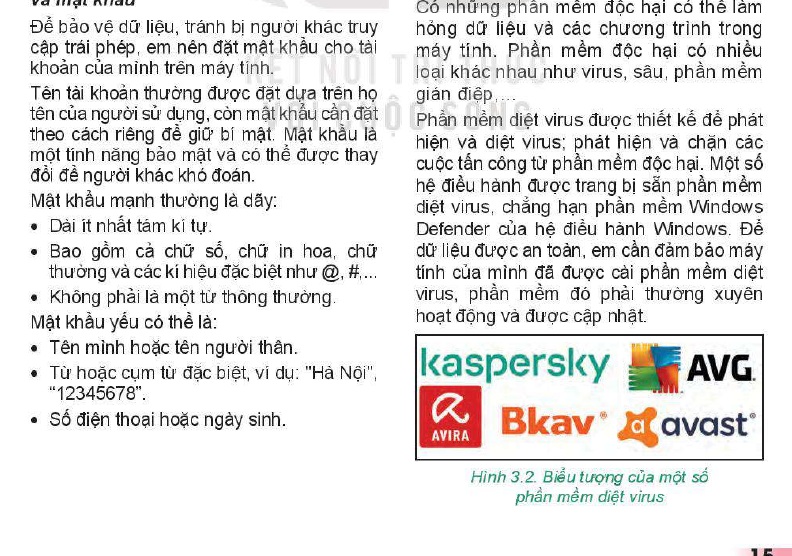 và mật khẩu
Để bảo vệ dữ liệu, tránh bị người khác truy
cập trái phép, em nên đặt mật khẩu cho tài
khoản của mình trên máy tính.
Tên tài khoản thường được đặt dựa trên họ
tên của người sử dụng, còn mật khẩu cần đặt
theo cách riêng để giữ bí mật. Mật khẩu là
một tính năng bảo mật và có thể được thay
đổi để người khác khó đoán.
Mật khẩu mạnh thường là dãy:
• Dài ít nhất tám kí tự.
• Bao gồm cả chữ số, chữ in hoa, chữ
thường và các kí hiệu đặc biệt như @, #,...
• Không phải là một từ thông thường.
Mật khẩu yếu có thể là:
• Tên mình hoặc tên người thân.
• Từ hoặc cụm từ đặc biệt, ví dụ: "Hà Nội",
“12345678”.
• Số điện thoại hoặc ngày sinh.
Có những phần mềm độc hại có thể làm
hỏng dữ liệu và các chương trình trong
máy tính. Phần mềm độc hại có nhiều
loại khác nhau như virus, sâu, phần mềm
gián điệp,...
Phần mềm diệt virus được thiết kế để phát
hiện và diệt virus; phát hiện và chặn các
cuộc tấn công từ phần mềm độc hại. Một số
hệ điều hành được trang bị sẵn phần mềm
diệt virus, chẳng hạn phần mềm Windows
Defender của hệ điều hành Windows. Để
dữ liệu được an toàn, em cần đảm bảo máy
tính của mình đã được cài phần mềm diệt
virus, phần mềm đó phải thường xuyên
hoạt động và được cập nhật.
kaspersky
AVG
AVIRA
Bkav®
avast®
Hình 3.2. Biểu tượng của một số
phần mềm diệt virus
KẾT NỐI TRI THỨC
VỚI CUỘC SỐNG
15